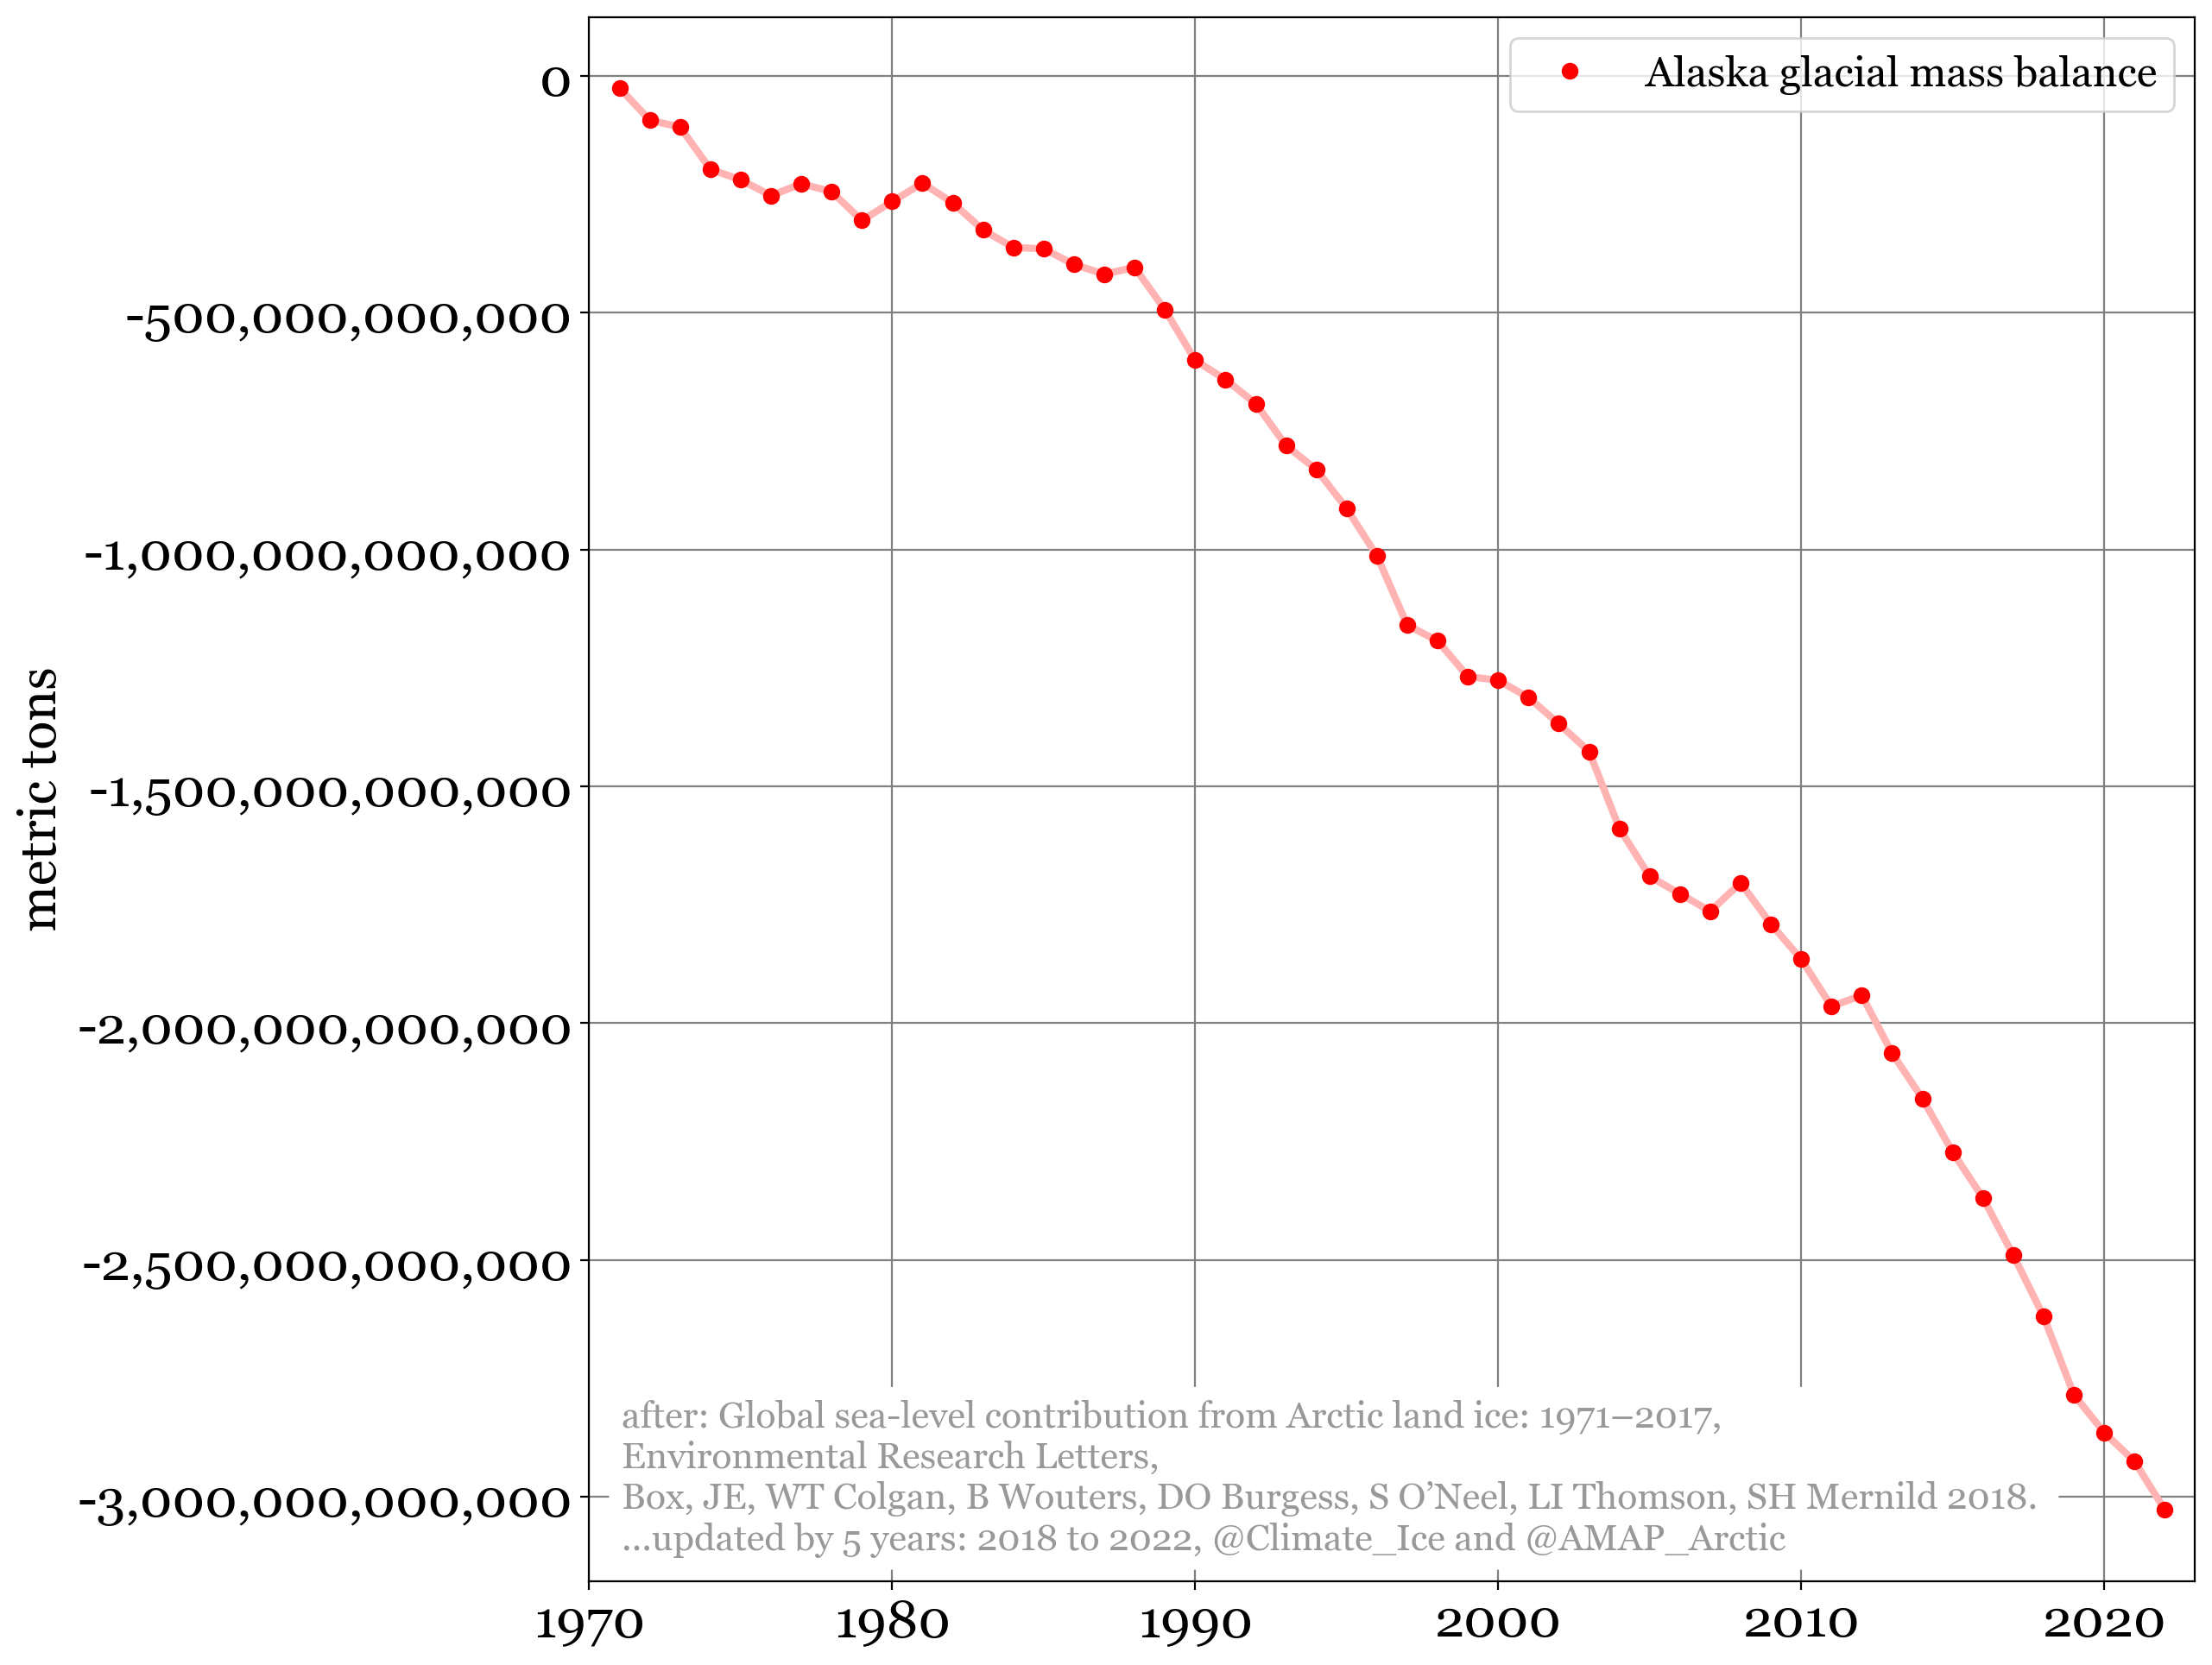 Alaska glacial mass balance
0
-500,000,000,000
-1,000,000,000,000
-1,500,000,000,000
-2,000,000,000,000
-2,500,000,000,000
-3,000,000,000,000
metric tons
after: Global sea-level contribution from Arctic land ice: 1971–2017,
Environmental Research Letters,
Box, JE, WT Colgan, B Wouters, DO Burgess, S O’Neel, LI Thomson, SH Mernild 2018.
...updated by 5 years: 2018 to 2022, @Climate_Ice and @AMAP_Arctic
1970 1980 1990 2000 2010 2020